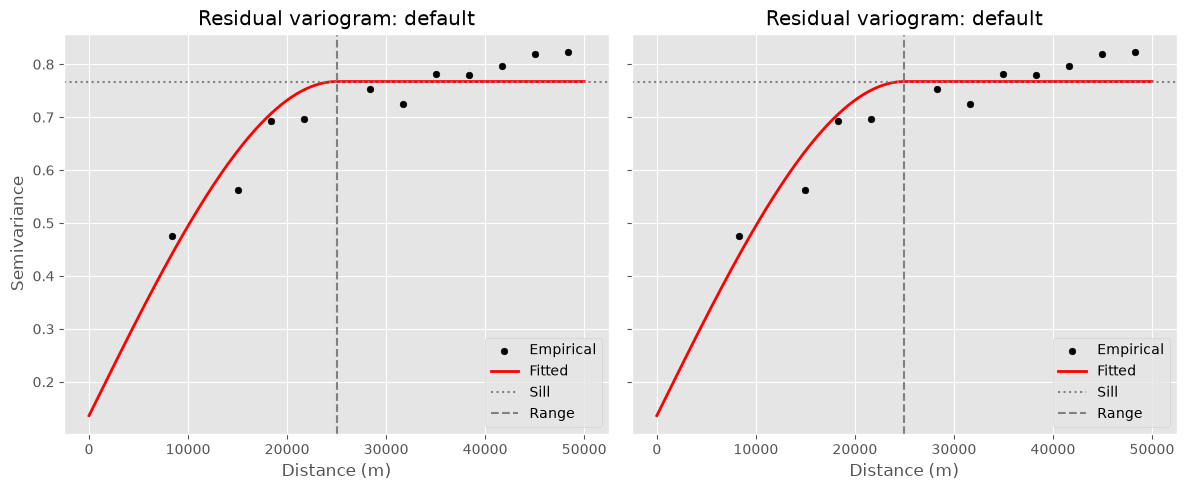 Residual variogram: default
Semivariance
0.8
0.7
0.6
0.5
0.4
0.3
0.2
0 10000 20000 30000 40000 50000
Distance (m)
Empirical
Fitted
Sill
Range
Residual variogram: default
0 10000 20000 30000 40000 50000
Distance (m)
Empirical
Fitted
Sill
Range